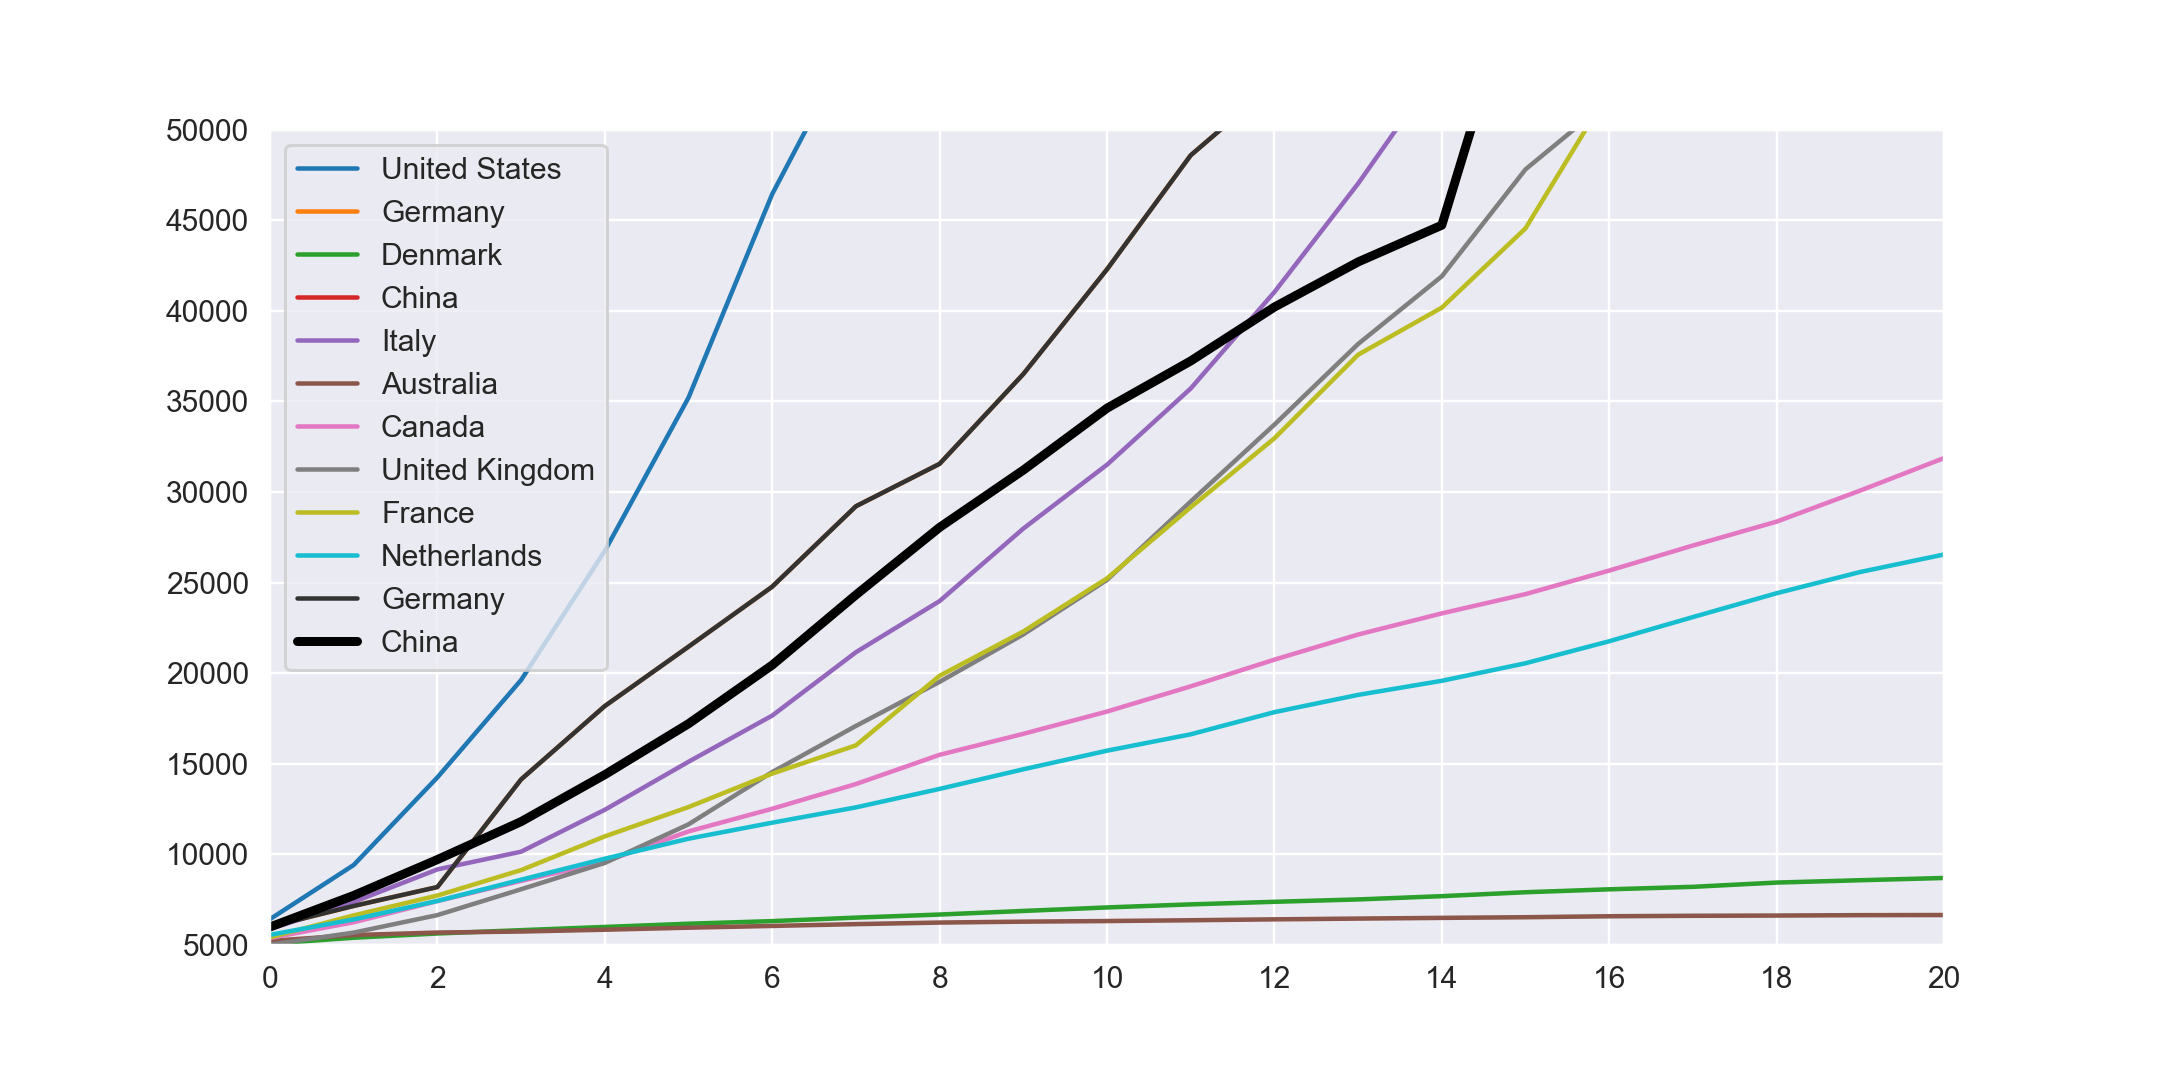 50000
45000
40000
35000
30000
25000
20000
15000
10000
5000
United States
Germany
Denmark
China
Italy
Australia
Canada
United Kingdom
France
Netherlands
Germany
China
0 2 4 6 8 10 12 14 16 18 20